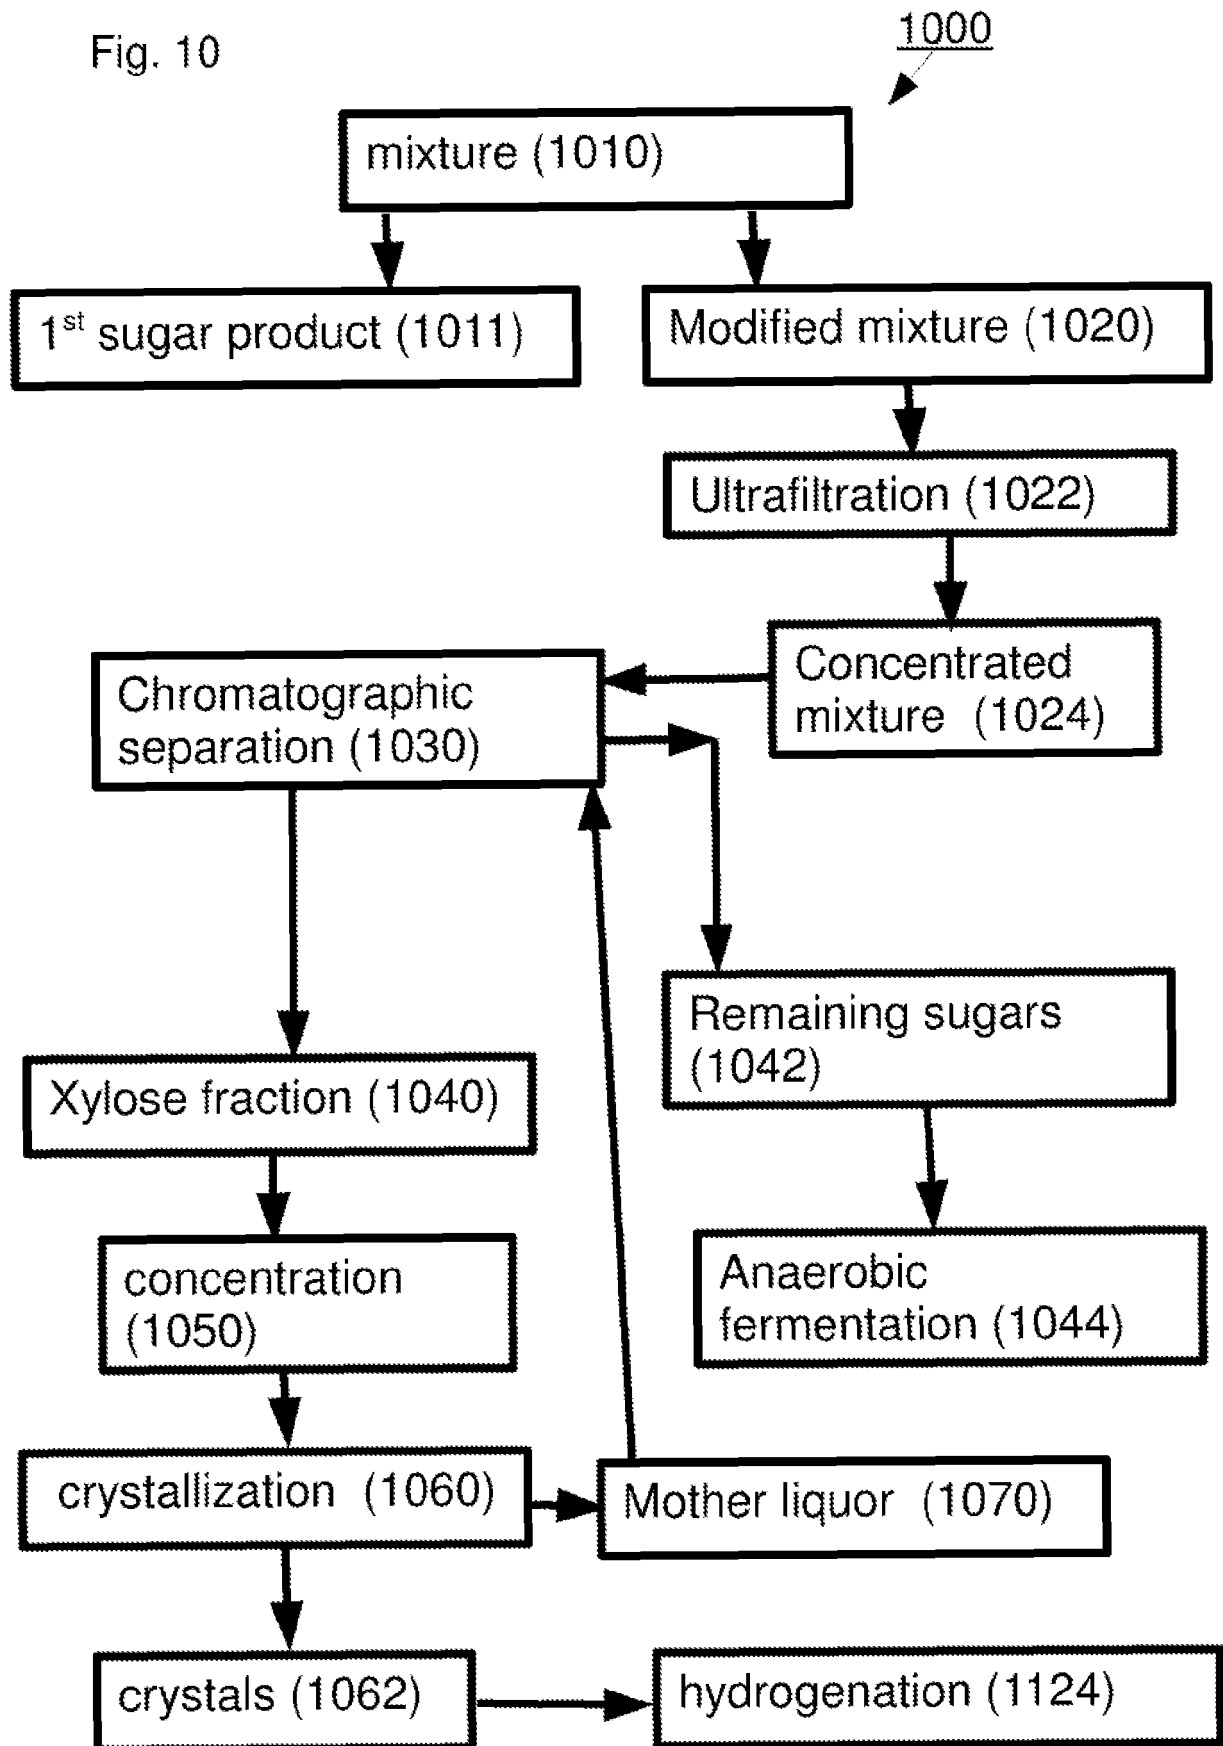 Fig. 10
1000
mixture (1010)
1st sugar product (1011)
Modified mixture (1020)
Ultrafiltration (1022)
Concentrated
mixture (1024)
Chromatographic
separation (1030)
Remaining sugars
(1042)
Xylose fraction (1040)
concentration
(1050)
Anaerobic
fermentation (1044)
crystallization (1060)
Mother liquor (1070)
crystals (1062)
hydrogenation (1124)